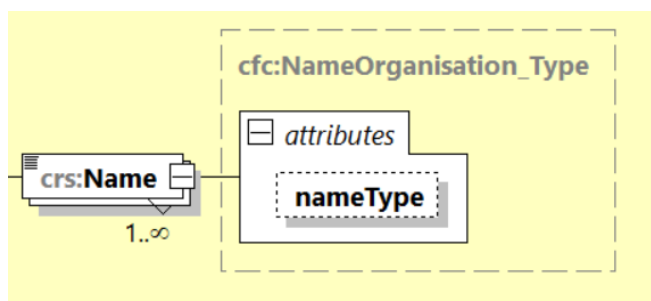 cfc:NameOrganisation_Type
attributes
crs:Name
nameType
1..∞